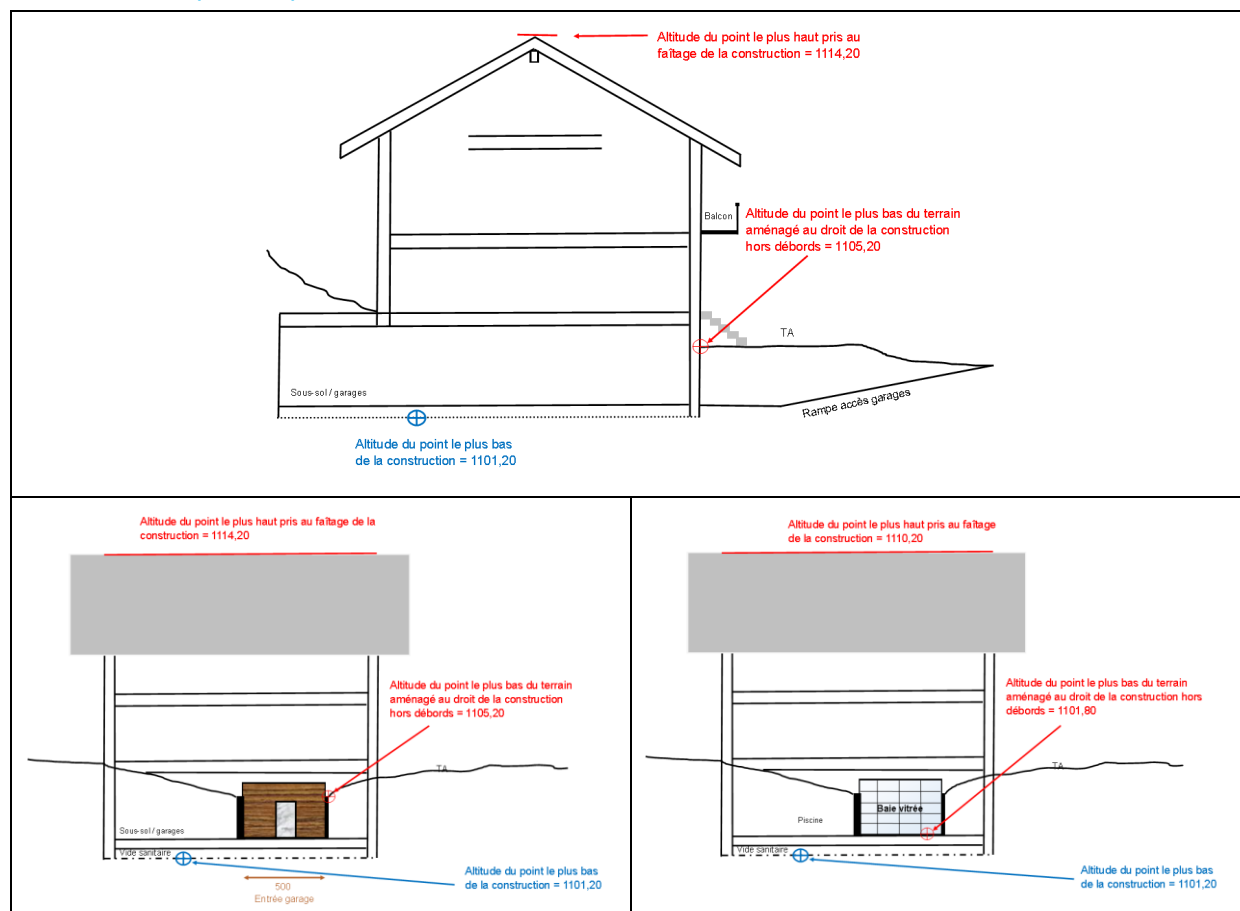 Altitude du point le plus haut pris au
faîtage de la construction = 1114,20
Balcon
Altitude du point le plus bas du terrain
aménagé au droit de la construction
hors débords = 1105,20
TA
Sous-sol / garages
Rampe accès garages
Altitude du point le plus bas
de la construction = 1101,20
Altitude du point le plus haut pris au faîtage de la
construction = 1114,20
Altitude du point le plus bas du terrain
aménagé au droit de la construction
hors débords = 1105,20
TA
Sous-sol / garages
Vide sanitaire
Altitude du point le plus bas
de la construction = 1101,20
500
Entrée garage
Altitude du point le plus haut pris au faîtage
de la construction = 1110,20
Altitude du point le plus bas du terrain
aménagé au droit de la construction hors
débords = 1101,80
TA
Baie vitrée
Piscine
Vide sanitaire
Altitude du point le plus bas
de la construction = 1101,20